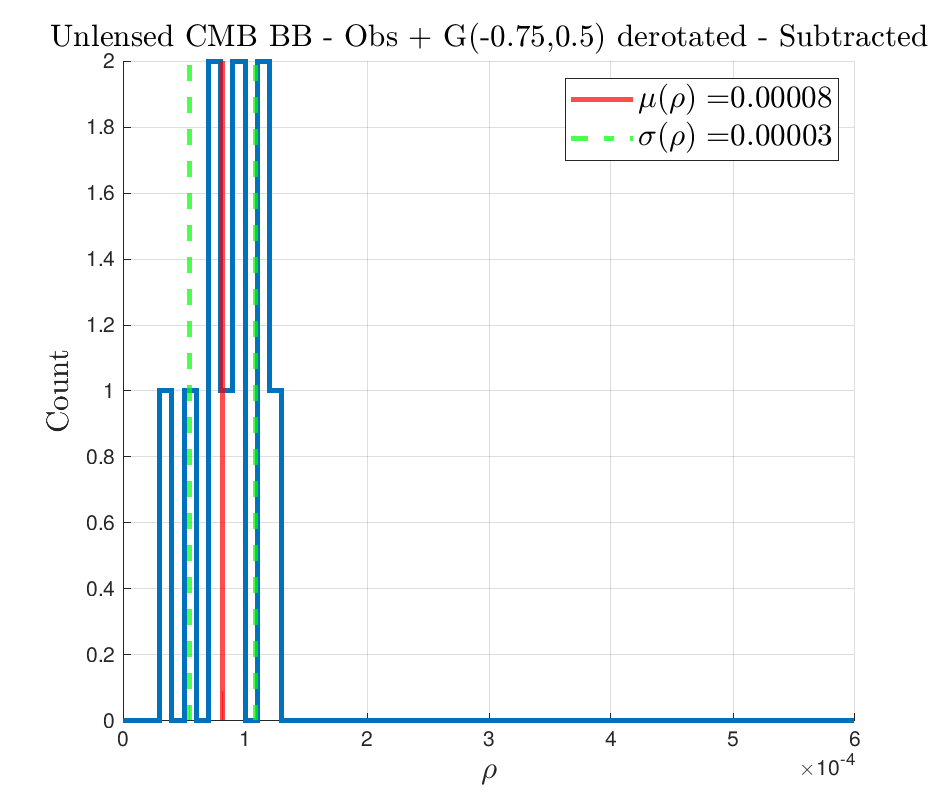 Unlensed CMB BB - Obs + G(-0.75,0.5) derotated - Subtracted
μ(ρ) =0.00008
σ(ρ) =0.00003
2
1.8
1.6
1.4
1.2
1
0.8
0.6
0.4
0.2
0
Count
0 1 2 3 4 5 6
×10⁻⁴
ρ